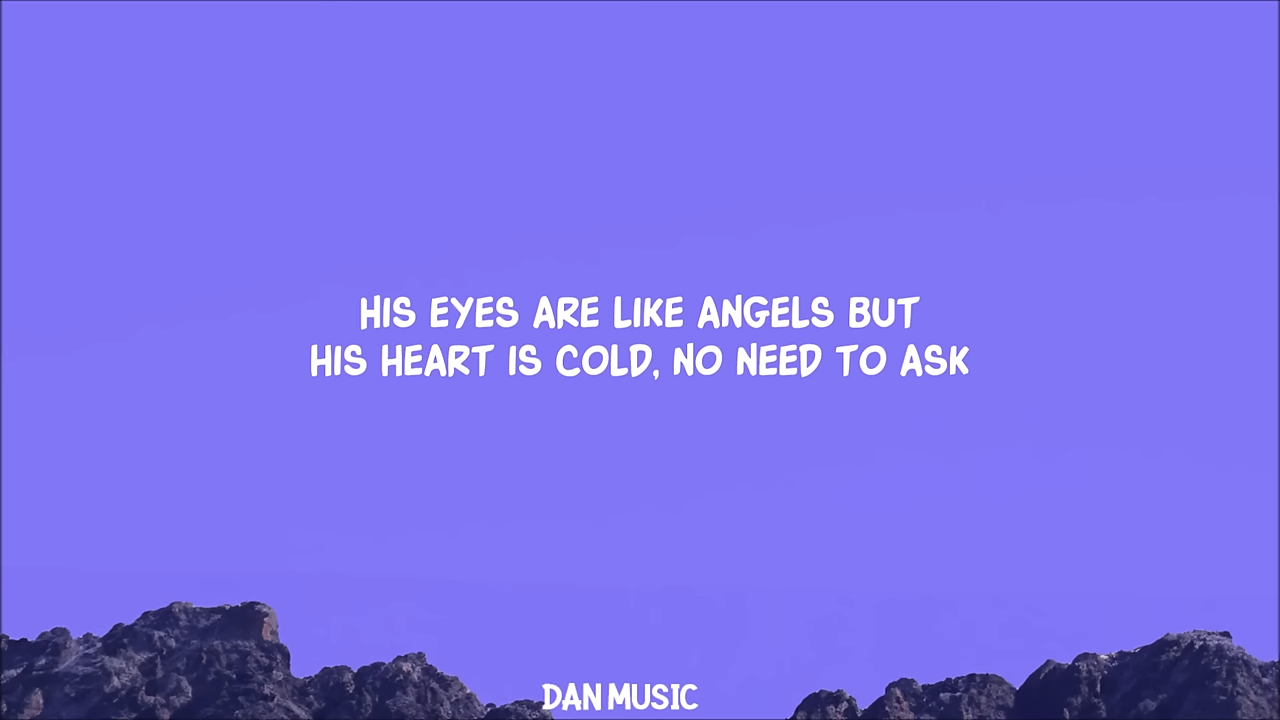 HIS EYES ARE LIKE ANGELS BUT
HIS HEART IS COLD, NO NEED TO ASK
DAN MUSIC